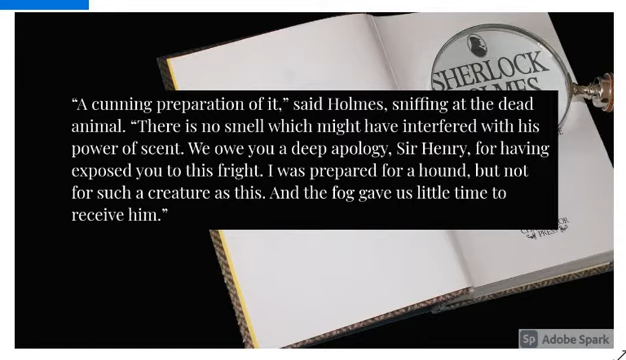 SHERLOCK
HOLMES
“A cunning preparation of it,” said Holmes, sniffing at the dead
animal. “There is no smell which might have interfered with his
power of scent. We owe you a deep apology, Sir Henry, for having
exposed you to this fright. I was prepared for a hound, but not
for such a creature as this. And the fog gave us little time to
receive him.”
PRESS
Sp Adobe Spark